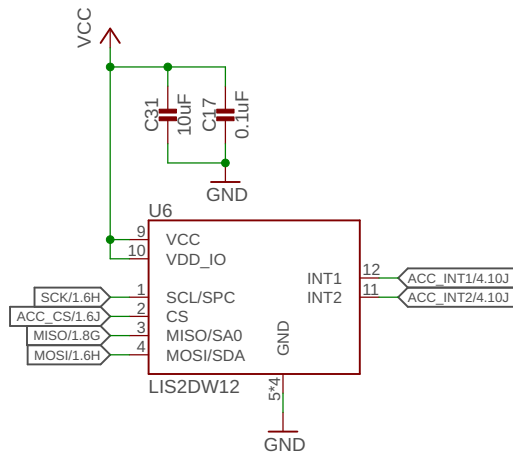 VCC
C31
10uF
C17
0.1uF
GND
U6
9
VCC
10
VDD_IO
SCK/1.6H
1
SCL/SPC
ACC_CS/1.6J
2
CS
MISO/1.8G
3
MISO/SA0
MOSI/1.6H
4
MOSI/SDA
INT1
12
ACC_INT1/4.10J
INT2
11
ACC_INT2/4.10J
GND
LIS2DW12
5*4
GND